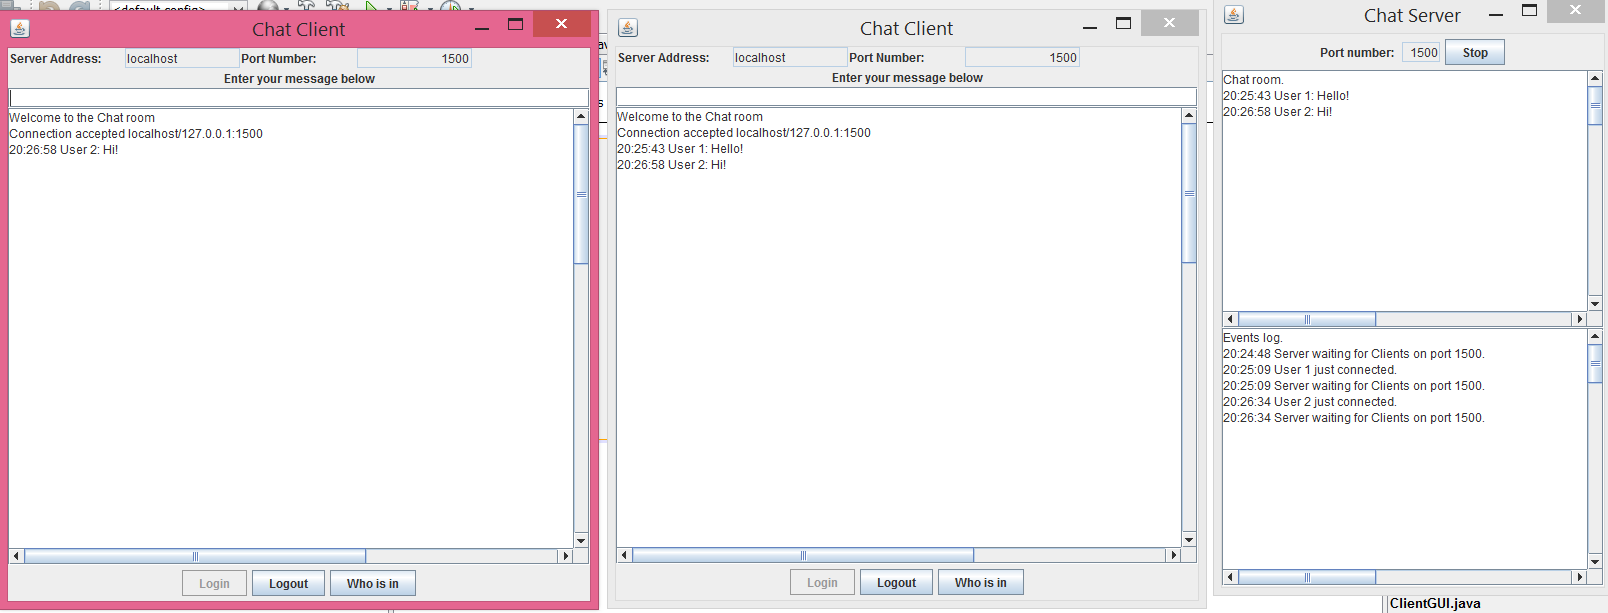 <default config>
Chat Client
Server Address: localhost Port Number: 1500
Enter your message below
Welcome to the Chat room
Connection accepted localhost/127.0.0.1:1500
20:26:58 User 2: Hi!
Login Logout Who is in
Chat Client
Server Address: localhost Port Number: 1500
Enter your message below
Welcome to the Chat room
Connection accepted localhost/127.0.0.1:1500
20:25:43 User 1: Hello!
20:26:58 User 2: Hi!
Login Logout Who is in
Chat Server
Port number: 1500 Stop
Chat room.
20:25:43 User 1: Hello!
20:26:58 User 2: Hi!
Events log.
20:24:48 Server waiting for Clients on port 1500.
20:25:09 User 1 just connected.
20:25:09 Server waiting for Clients on port 1500.
20:26:34 User 2 just connected.
20:26:34 Server waiting for Clients on port 1500.
ClientGUI.java